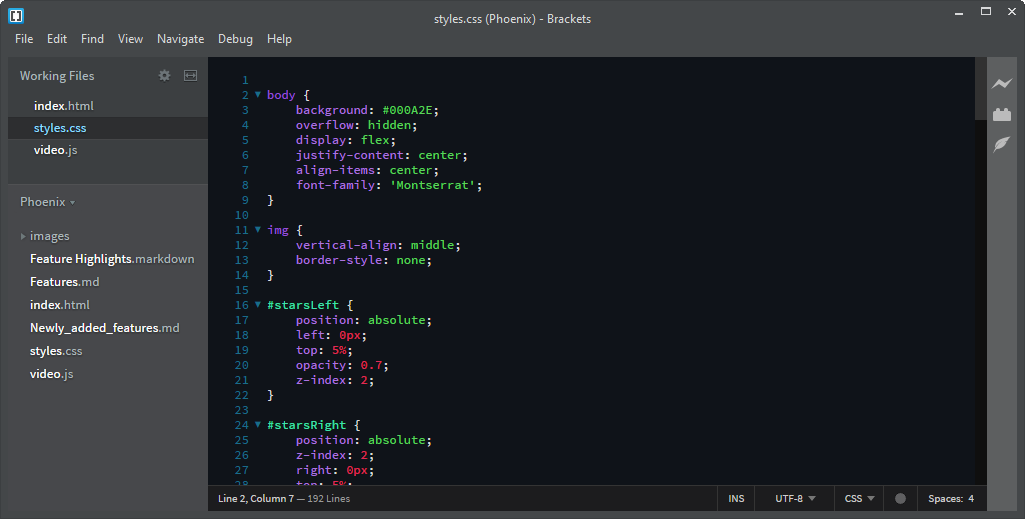 styles.css (Phoenix) - Brackets
File Edit Find View Navigate Debug Help
Working Files
index.html
styles.css
video.js
Phoenix
images
Feature Highlights.markdown
Features.md
index.html
Newly_added_features.md
styles.css
video.js
1
2 body {
3 background: #000A2E;
4 overflow: hidden;
5 display: flex;
6 justify-content: center;
7 align-items: center;
8 font-family: 'Montserrat';
9 }
10
11 img {
12 vertical-align: middle;
13 border-style: none;
14 }
15
16 #starsLeft {
17 position: absolute;
18 left: 0px;
19 top: 5%;
20 opacity: 0.7;
21 z-index: 2;
22 }
23
24 #starsRight {
25 position: absolute;
26 z-index: 2;
27 right: 0px;
28 top: 5%;
Line 2, Column 7 — 192 Lines
INS UTF-8 CSS Spaces: 4